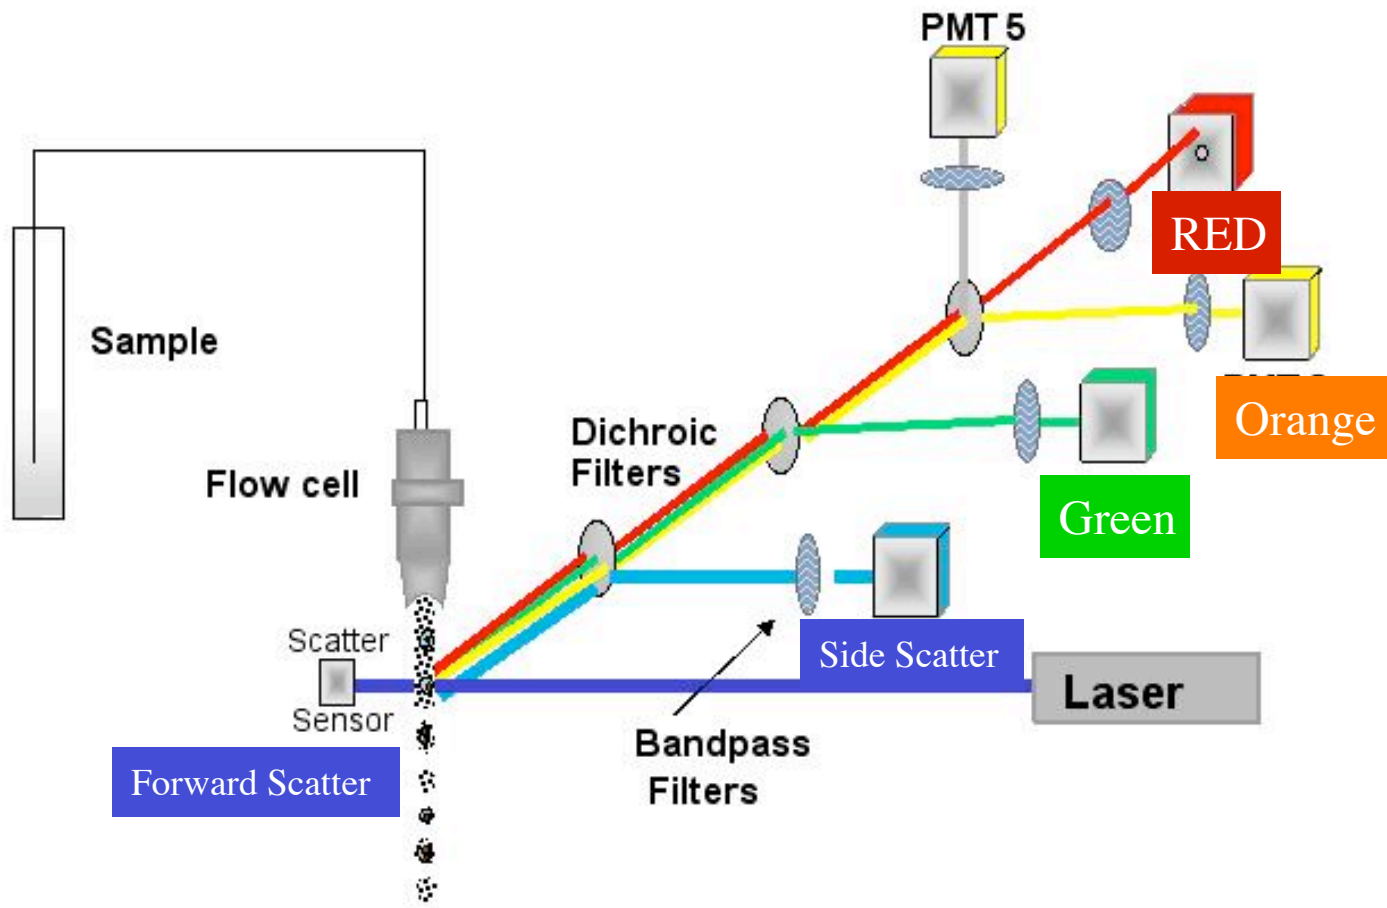 PMT 5
RED
Sample
Orange
Dichroic
Filters
Flow cell
Green
Scatter
Side Scatter
Laser
Sensor
Bandpass
Forward Scatter
Filters